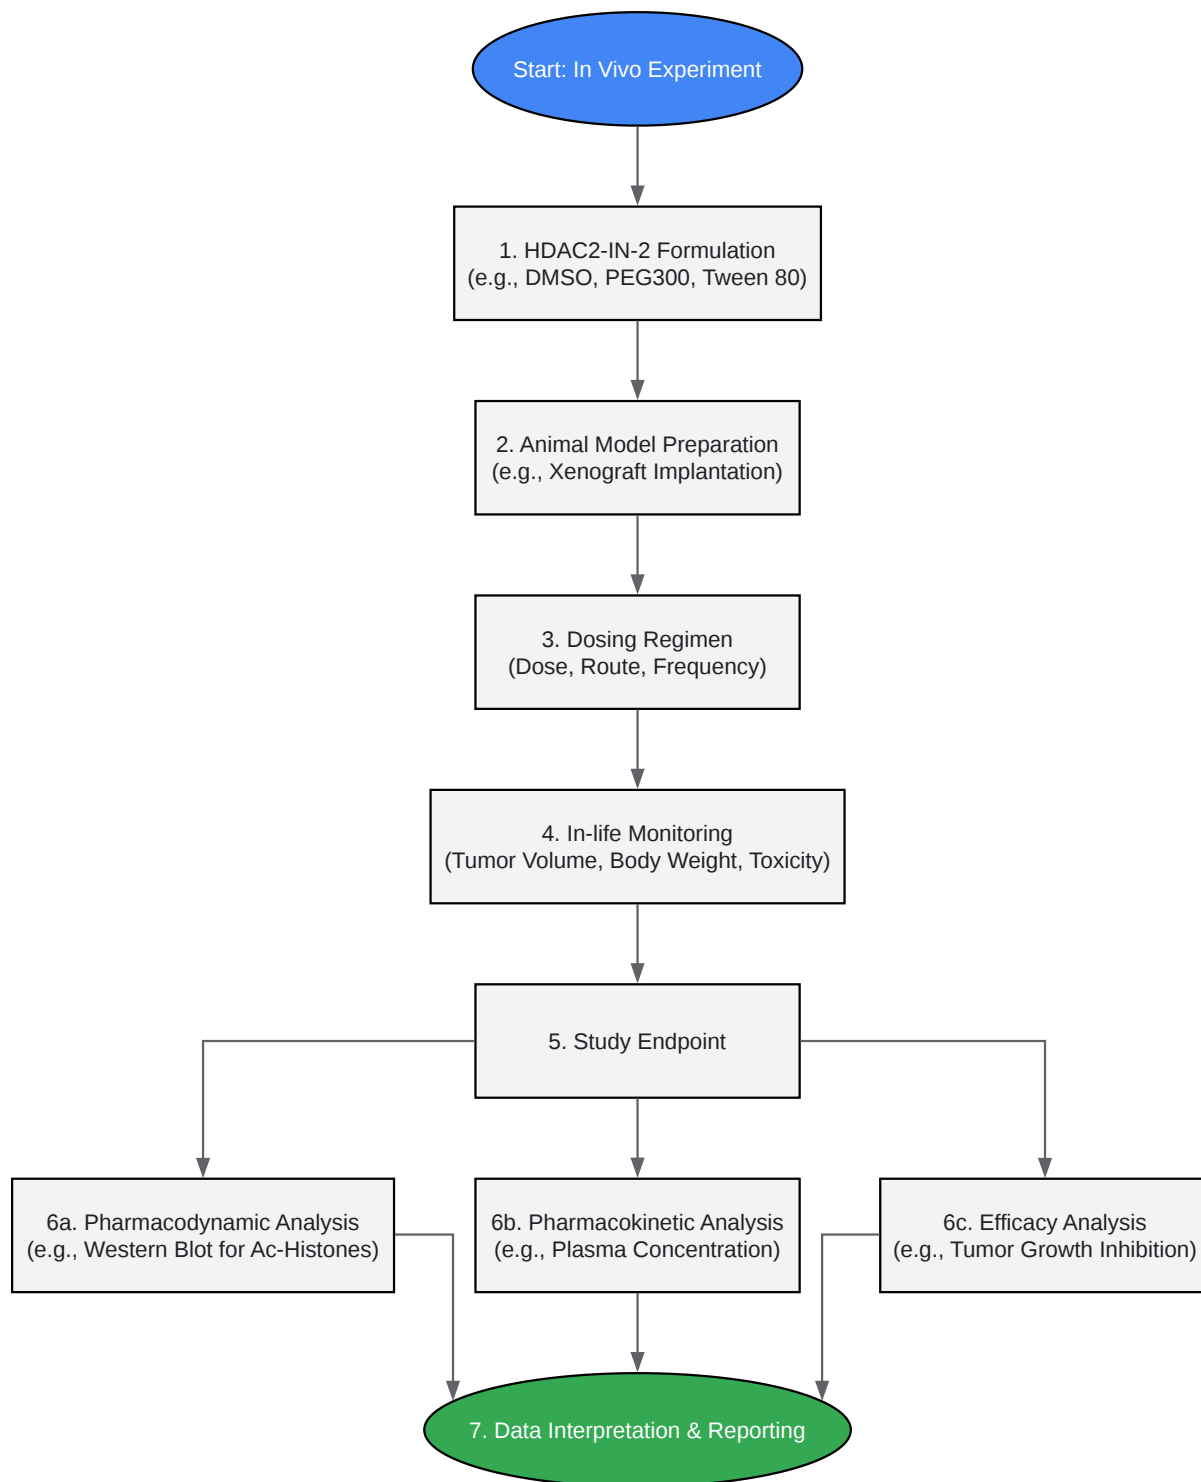 Start: In Vivo Experiment
1. HDAC2-IN-2 Formulation
(e.g., DMSO, PEG300, Tween 80)
2. Animal Model Preparation
(e.g., Xenograft Implantation)
3. Dosing Regimen
(Dose, Route, Frequency)
4. In-life Monitoring
(Tumor Volume, Body Weight, Toxicity)
5. Study Endpoint
6a. Pharmacodynamic Analysis
(e.g., Western Blot for Ac-Histones)
6b. Pharmacokinetic Analysis
(e.g., Plasma Concentration)
6c. Efficacy Analysis
(e.g., Tumor Growth Inhibition)
7. Data Interpretation & Reporting